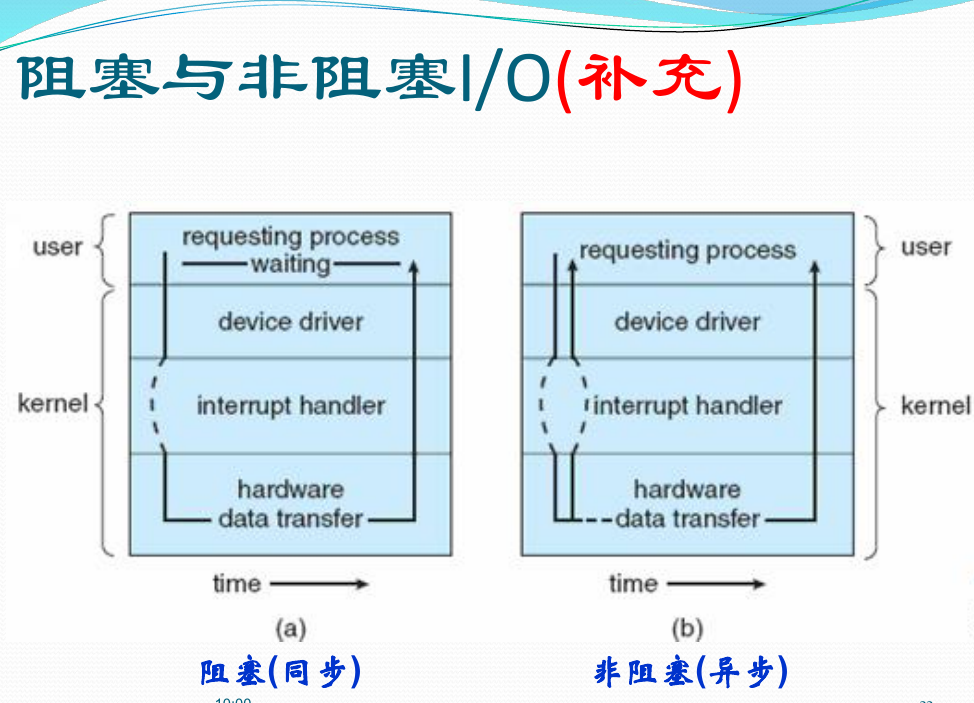 阻塞与非阻塞I/O(补充)
user
requesting process
waiting
device driver
kernel
interrupt handler
hardware
data transfer
time
(a)
阻塞(同步)
requesting process
user
device driver
interrupt handler
kernel
hardware
data transfer
time
(b)
非阻塞(异步)